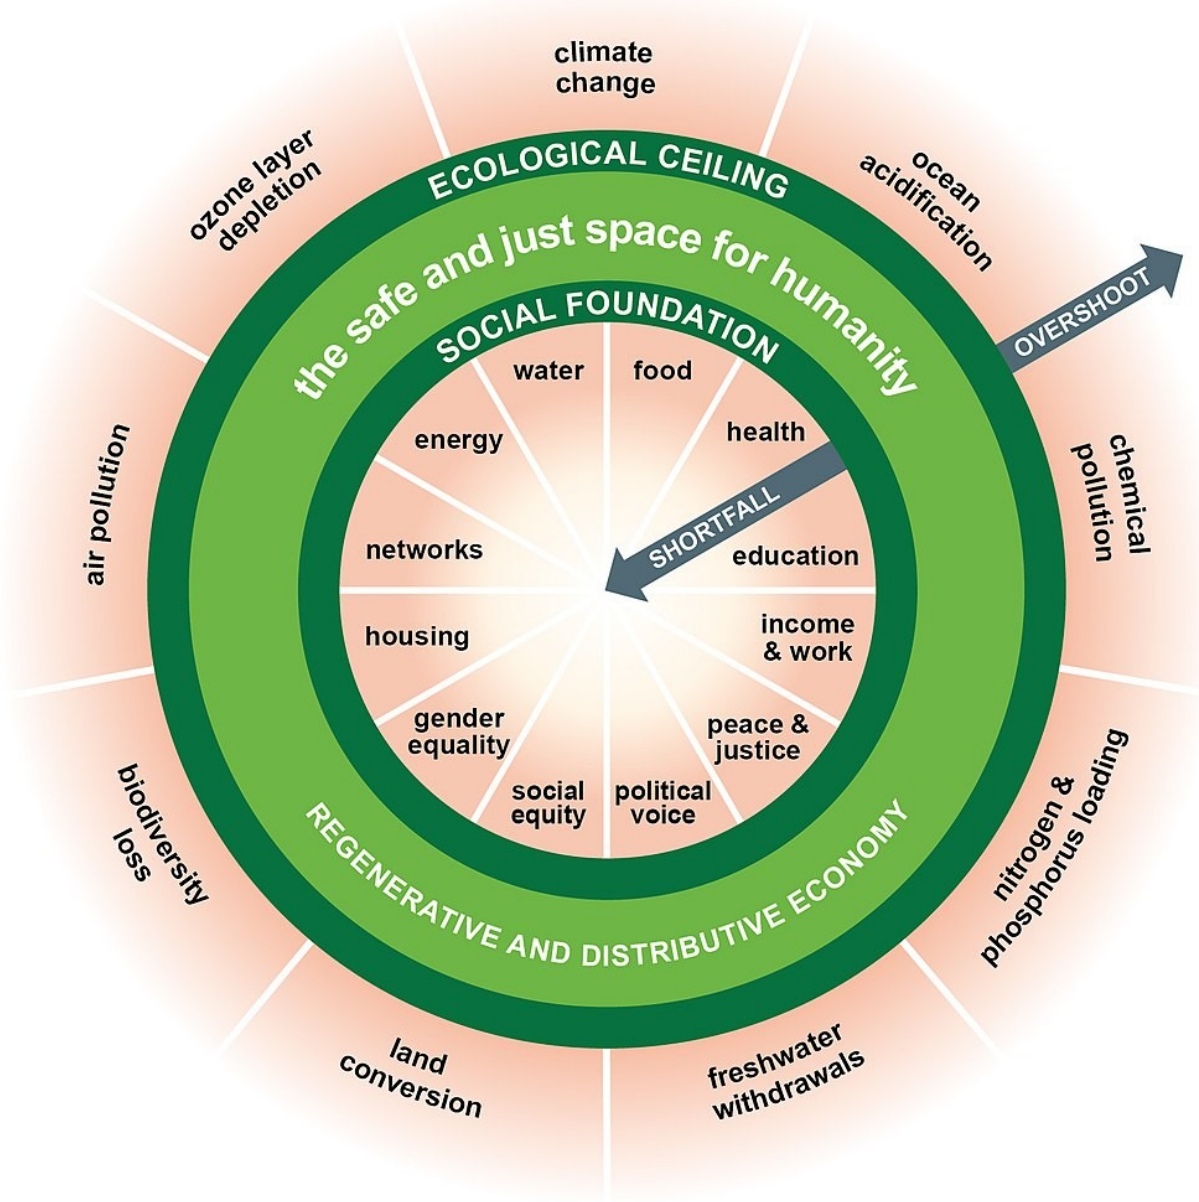 climate
change
ocean
acidification
OVERSHOOT
chemical
pollution
nitrogen &
phosphorus loading
freshwater
withdrawals
land
conversion
biodiversity
loss
air pollution
ozone layer
depletion
ECOLOGICAL CEILING
the safe and just space for humanity
SOCIAL FOUNDATION
water
food
health
SHORTFALL
education
income
& work
peace &
justice
political
voice
social
equity
gender
equality
housing
networks
energy
REGENERATIVE AND DISTRIBUTIVE ECONOMY